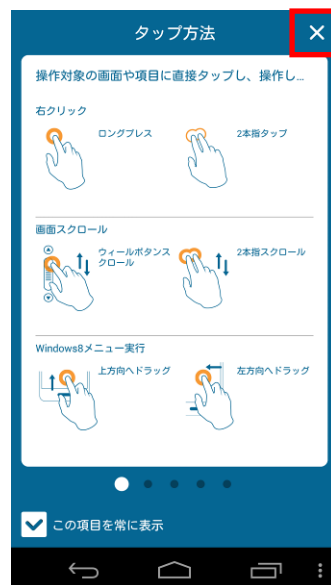 タップ方法
操作対象の画面や項目に直接タップし、操作し...
右クリック
ロングプレス
2本指タップ
画面スクロール
ウィールボタンス
クロール
2本指スクロール
Windows8メニュー実行
上方向へドラッグ
左方向へドラッグ
この項目を常に表示